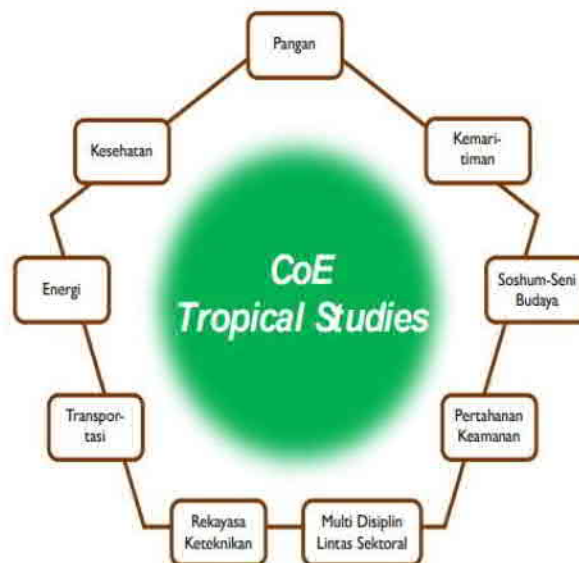 Pangan
Kesehatan
Kemari-
timan
CoE
Tropical Studies
Energi
Soshum-Seni
Budaya
Transpor-
tasi
Pertahanan
Keamanan
Rekayasa
Keteknikan
Multi Disiplin
Lintas Sektoral